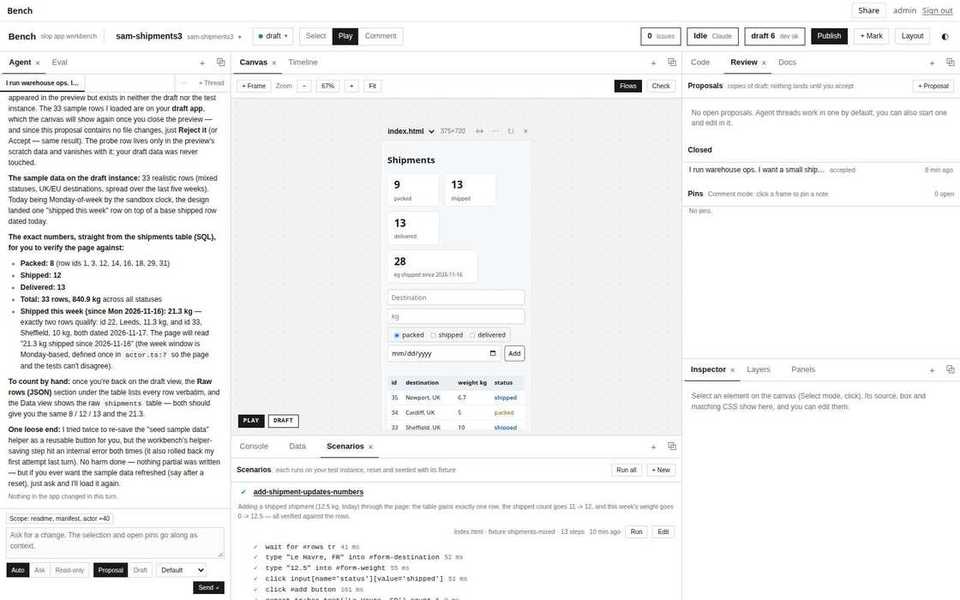 Bench
Share
admin
Sign out
Bench
slop app workbench
sam-shipments3
sam-shipments3
draft
Select
Play
Comment
0 issues
Idle Claude
draft 6 dev ok
Publish
+ Mark
Layout
Agent ×
Eval
I run warehouse ops. I...
+ Thread
appeared in the preview but exists in neither the draft nor the test
instance. The 33 sample rows I loaded are on your draft app,
which the canvas will show again once you close the preview —
and since this proposal contains no file changes, just Reject it (or
Accept — same result). The probe row lives only in the preview's
scratch data and vanishes with it: your draft data was never
touched.
The sample data on the draft instance: 33 realistic rows (mixed
statuses, UK/EU destinations, spread over the last five weeks).
Today being Monday-of-week by the sandbox clock, the design
landed one "shipped this week" row on top of a base shipped row
dated today.
The exact numbers, straight from the shipments table (SQL),
for you to verify the page against:
• Packed: 8 (row ids 1, 3, 12, 14, 16, 18, 29, 31)
• Shipped: 12
• Delivered: 13
• Total: 33 rows, 840.9 kg across all statuses
• Shipped this week (since Mon 2026-11-16): 21.3 kg —
exactly two rows qualify: id 22, Leeds, 11.3 kg, and id 33,
Sheffield, 10 kg, both dated 2026-11-17. The page will read
"21.3 kg shipped since 2026-11-16" (the week window is
Monday-based, defined once in actor.ts:7 so the page
and the tests can't disagree).
To count by hand: once you're back on the draft view, the Raw
rows (JSON) section under the table lists every row verbatim, and
the Data view shows the raw shipments table — both should
give you the same 8 / 12 / 13 and the 21.3.
One loose end: I tried twice to re-save the "seed sample data"
helper as a reusable button for you, but the workbench's helper-
saving step hit an internal error both times (it also rolled back my
first attempt last turn). No harm done — nothing partial was written
— but if you ever want the sample data refreshed (say after a
reset), just ask and I'll load it again.
Nothing in the app changed in this turn.
Scope: readme, manifest, actor +40
Ask for a change. The selection and open pins go along as
context.
Auto
Ask
Read-only
Proposal
Draft
Default
Send
Canvas ×
Timeline
+ Frame
Zoom
−
67%
+
Fit
Flows
Check
index.html
375×720
Shipments
9
packed
13
shipped
13
delivered
28
kg shipped since 2026-11-16
Destination
kg
packed
shipped
delivered
mm/dd/yyyy
Add
id destination weight kg status
35 Newport, UK 6.7 shipped
34 Cardiff, UK 5 packed
33 Sheffield, UK 10 shipped
PLAY
DRAFT
Console
Data
Scenarios ×
Scenarios each runs on your test instance, reset and seeded with its fixture
Run all
+ New
✓ add-shipment-updates-numbers
Adding a shipped shipment (12.5 kg, today) through the page: the table gains exactly one row, the shipped count goes 11 -> 12, and this week's weight goes
0 -> 12.5 — all verified against the rows.
index.html · fixture shipments-mixed · 13 steps 10 min ago
Run
Edit
✓ wait for #rows tr 41 ms
✓ type "Le Havre, FR" into #form-destination 52 ms
✓ type "12.5" into #form-weight 55 ms
✓ click input[name='status'][value='shipped'] 51 ms
✓ click #add button 161 ms
Code
Review ×
Docs
Proposals copies of draft: nothing lands until you accept
+ Proposal
No open proposals. Agent threads work in one by default, you can also start one
and edit in it.
Closed
I run warehouse ops. I want a small ship... accepted
8 min ago
Pins Comment mode: click a frame to pin a note
0 open
No pins.
Inspector ×
Layers
Panels
Select an element on the canvas (Select mode, click). Its source, box and
matching CSS show here, and you can edit them.